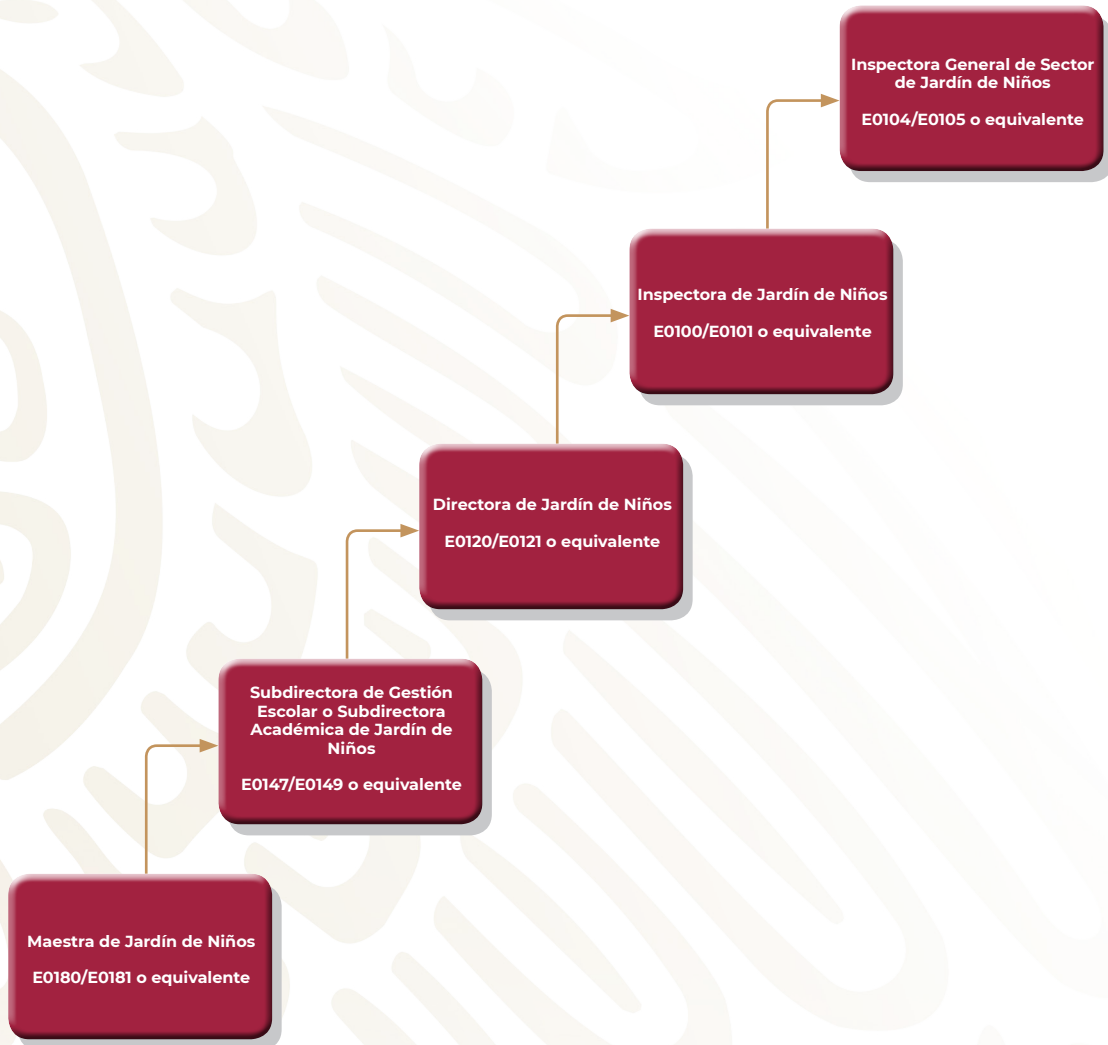 Inspectora General de Sector
de Jardín de Niños
E0104/E0105 o equivalente
Inspectora de Jardín de Niños
E0100/E0101 o equivalente
Directora de Jardín de Niños
E0120/E0121 o equivalente
Subdirectora de Gestión
Escolar o Subdirectora
Académica de Jardín de
Niños
E0147/E0149 o equivalente
Maestra de Jardín de Niños
E0180/E0181 o equivalente